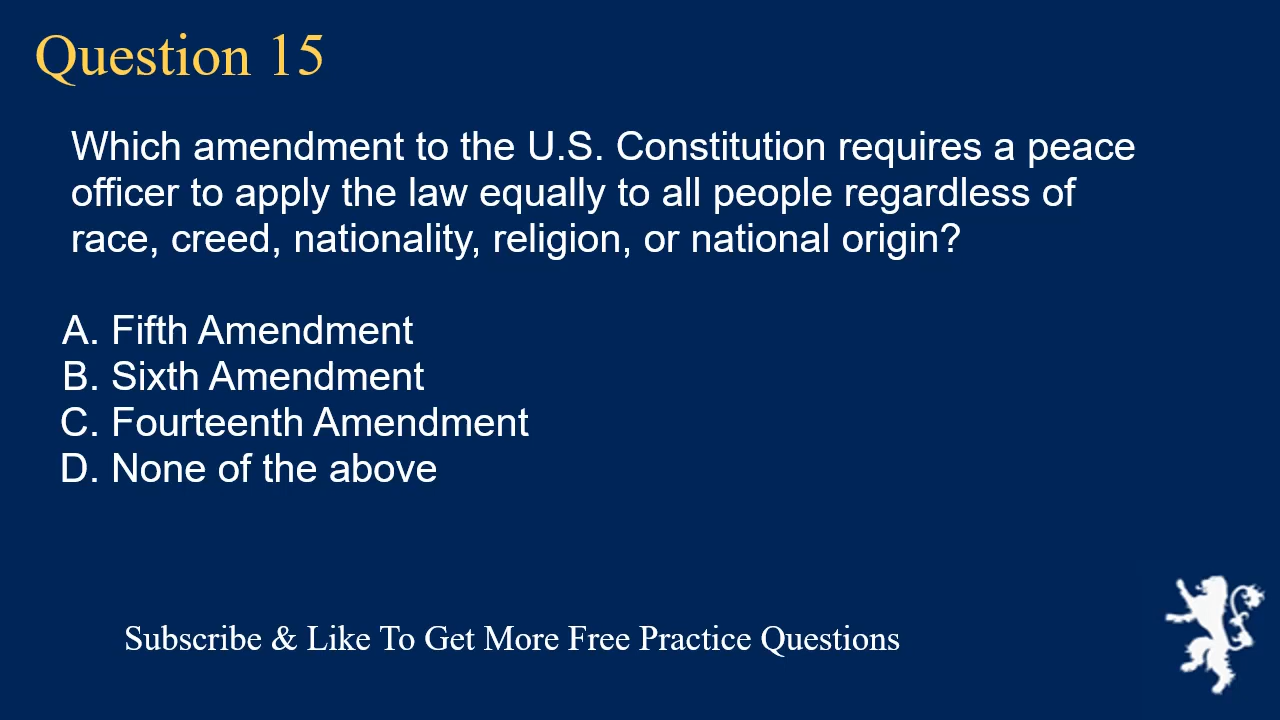 Question 15
Which amendment to the U.S. Constitution requires a peace
officer to apply the law equally to all people regardless of
race, creed, nationality, religion, or national origin?
A. Fifth Amendment
B. Sixth Amendment
C. Fourteenth Amendment
D. None of the above
Subscribe & Like To Get More Free Practice Questions